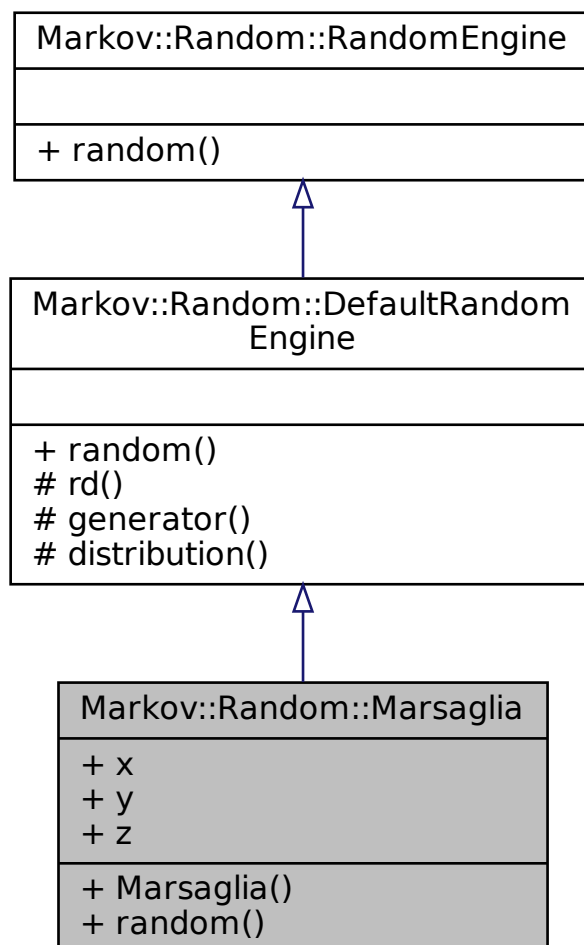 Markov::Random::RandomEngine
+ random()
Markov::Random::DefaultRandom
Engine
+ random()
# rd()
# generator()
# distribution()
Markov::Random::Marsaglia
+ x
+ y
+ z
+ Marsaglia()
+ random()